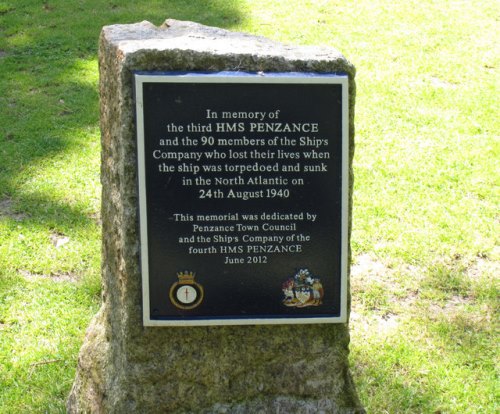 In memory of
the third HMS PENZANCE
and the 90 members of the Ship's
Company who lost their lives when
the ship was torpedoed and sunk
in the North Atlantic on
24th August 1940
This memorial was dedicated by
Penzance Town Council
and the Ship's Company of the
fourth HMS PENZANCE
June 2012